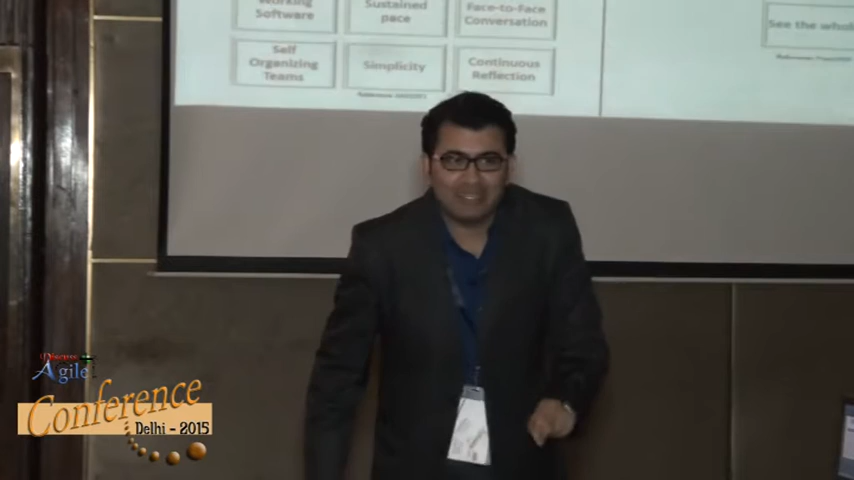 Working
Software
Sustained
pace
Face-to-Face
Conversation
See the whole
Self
Organizing
Teams
Simplicity
Continuous
Reflection
Discuss
Agile
Conference
Delhi - 2015